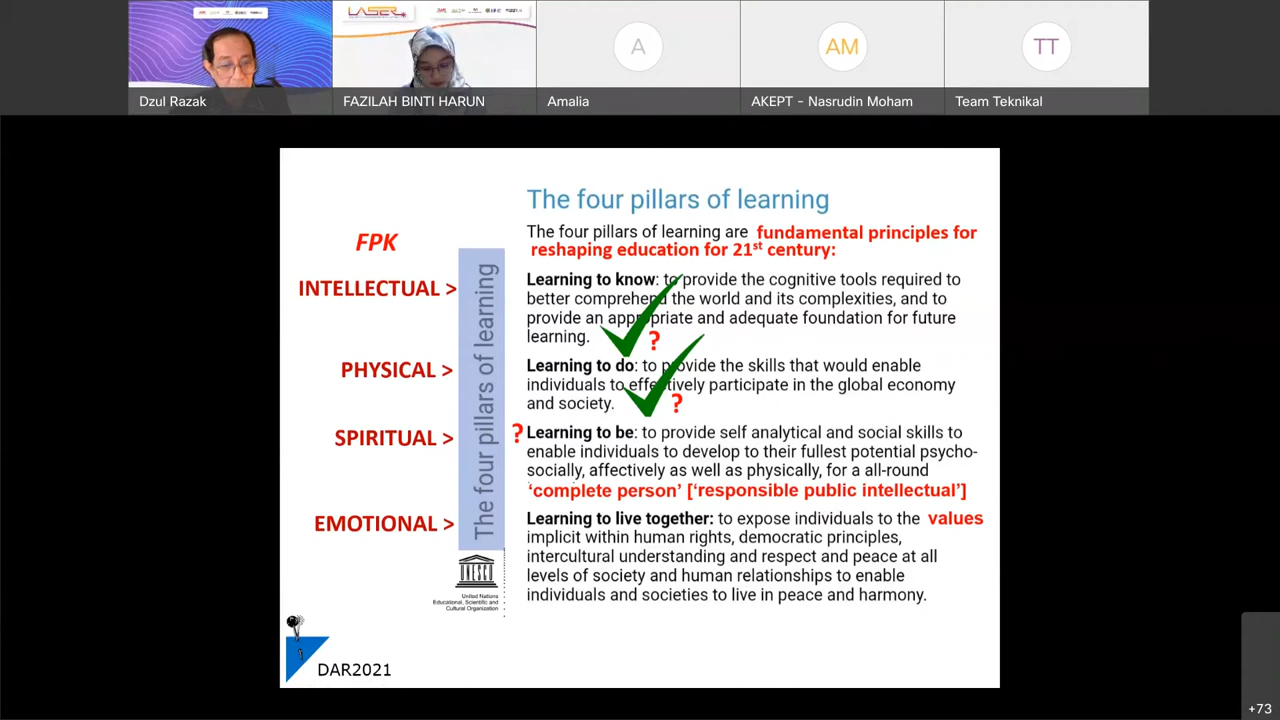 LASER
Dzul Razak
FAZILAH BINTI HARUN
A
Amalia
AM
AKEPT - Nasrudin Moham
TT
Team Teknikal
The four pillars of learning
The four pillars of learning are fundamental principles for
reshaping education for 21st century:
FPK
INTELLECTUAL >
PHYSICAL >
SPIRITUAL >
EMOTIONAL >
The four pillars of learning
Learning to know: to provide the cognitive tools required to
better comprehend the world and its complexities, and to
provide an appropriate and adequate foundation for future
learning. ?
Learning to do: to provide the skills that would enable
individuals to effectively participate in the global economy
and society. ?
? Learning to be: to provide self analytical and social skills to
enable individuals to develop to their fullest potential psycho-
socially, affectively as well as physically, for a all-round
‘complete person’ [‘responsible public intellectual’]
Learning to live together: to expose individuals to the values
implicit within human rights, democratic principles,
intercultural understanding and respect and peace at all
levels of society and human relationships to enable
individuals and societies to live in peace and harmony.
UNESCO
United Nations
Educational, Scientific and
Cultural Organization
DAR2021
+73